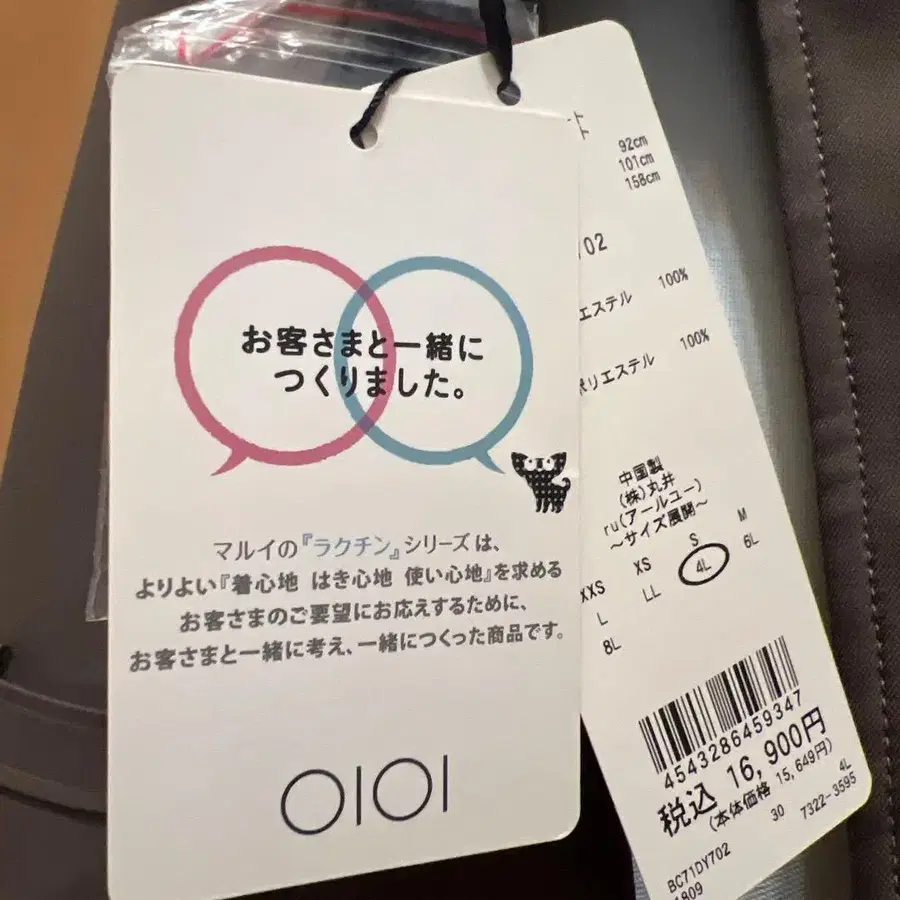 お客さまと一緒に
つくりました。
マルイの『ラクチン』シリーズは、
よりよい『着心地 はき心地 使い心地』を求める
お客さまのご要望にお応えするために、
お客さまと一緒に考え、一緒につくった商品です。
OIOI
92cm
101cm
158cm
702
エステル 100%
ポリエステル 100%
中国製
(株)丸井
ru(アールユー)
～サイズ展開～
XXS XS S M
L LL 4L 6L
8L
4543286459347
税込 16,900円
(本体価格 15,649円)
4L
30 7322-3595
BC71DY702
1809